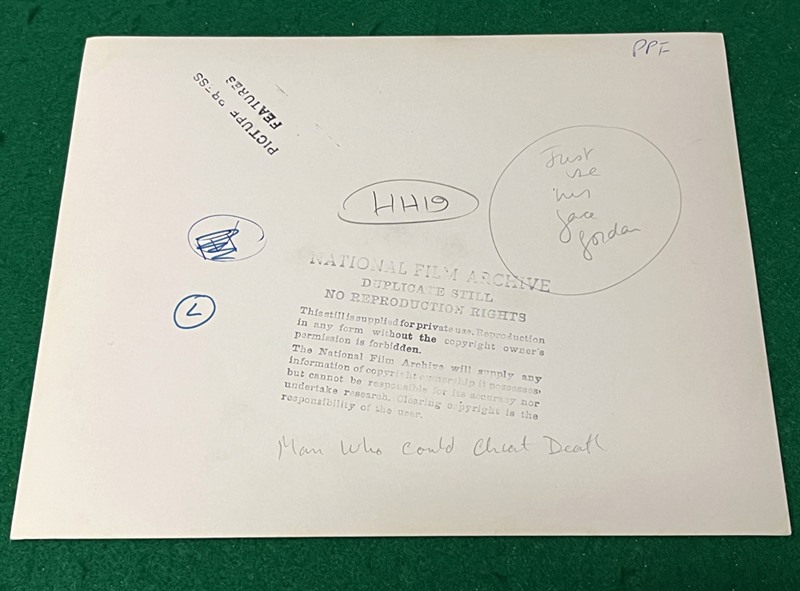 PPF
PICTURE PRESS
FEATURES
Just
use
his
face
gordan
HH19
L
NATIONAL FILM ARCHIVE
DUPLICATE STILL
NO REPRODUCTION RIGHTS
This still is supplied for private use. Reproduction
in any form without the copyright owner's
permission is forbidden.
The National Film Archive will supply any
information of copyright ownership it possesses,
but cannot be responsible for its accuracy nor
undertake research. Clearing copyright is the
responsibility of the user.
Man Who Could Cheat Death